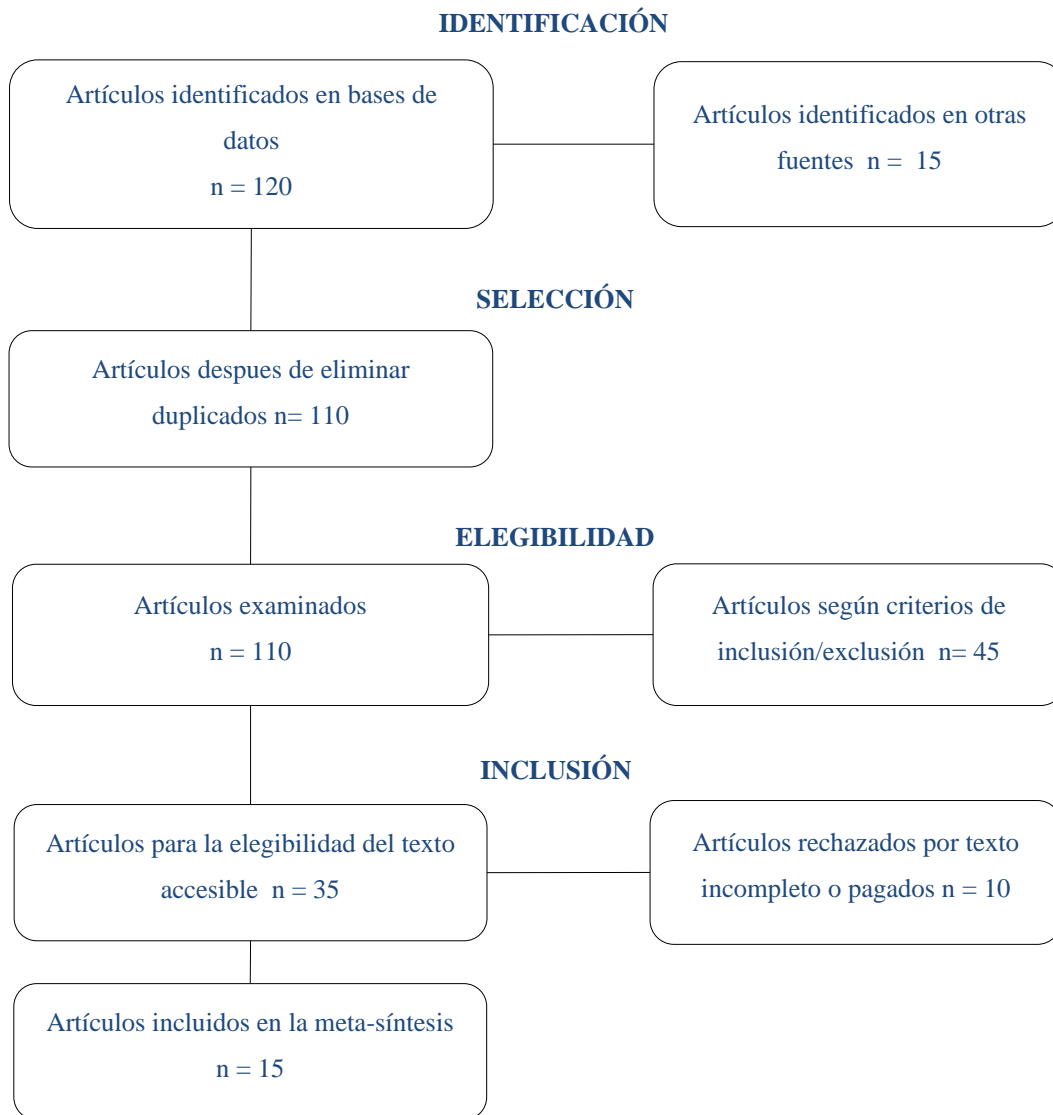 IDENTIFICACIÓN
Artículos identificados en bases de
datos
n = 120
Artículos identificados en otras
fuentes n = 15
SELECCIÓN
Artículos despues de eliminar
duplicados n= 110
ELEGIBILIDAD
Artículos examinados
n = 110
Artículos según criterios de
inclusión/exclusión n= 45
INCLUSIÓN
Artículos para la elegibilidad del texto
accesible n = 35
Artículos rechazados por texto
incompleto o pagados n = 10
Artículos incluidos en la meta-síntesis
n = 15